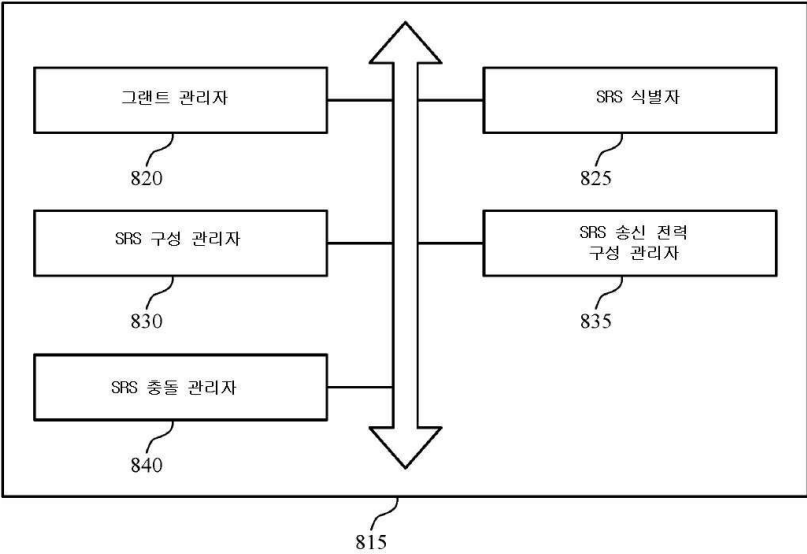 그랜트 관리자
820
SRS 식별자
825
SRS 구성 관리자
830
SRS 송신 전력
구성 관리자
835
SRS 충돌 관리자
840
815